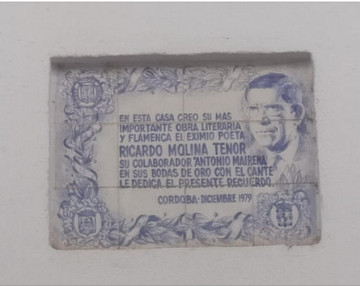 EN ESTA CASA CREO SU MAS
IMPORTANTE OBRA LITERARIA
Y FLAMENCA EL EXIMIO POETA
RICARDO MOLINA TENOR
SU COLABORADOR ANTONIO MAIRENA
EN SUS BODAS DE ORO CON EL CANTE
LE DEDICA EL PRESENTE RECUERDO
CORDOBA-DICIEMBRE 1979